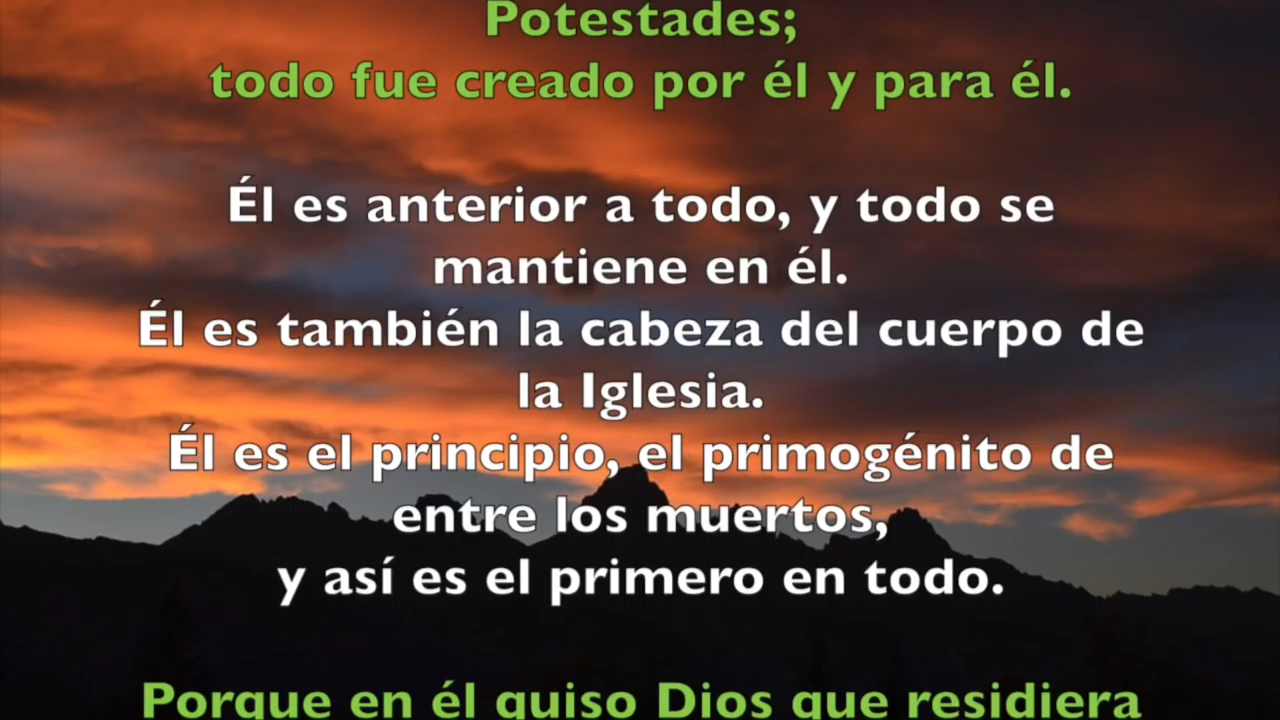 Potestades;
todo fue creado por él y para él.
Él es anterior a todo, y todo se
mantiene en él.
Él es también la cabeza del cuerpo de
la Iglesia.
Él es el principio, el primogénito de
entre los muertos,
y así es el primero en todo.
Porque en él quiso Dios que residiera